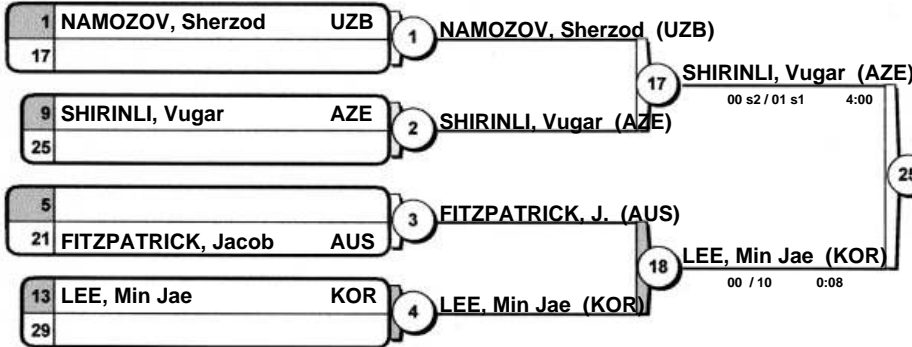 1 NAMOZOV, Sherzod UZB
17
1
NAMOZOV, Sherzod (UZB)
9 SHIRINLI, Vugar AZE
25
2
SHIRINLI, Vugar (AZE)
17
SHIRINLI, Vugar (AZE)
00 s2 / 01 s1 4:00
5
21 FITZPATRICK, Jacob AUS
3
FITZPATRICK, J. (AUS)
13 LEE, Min Jae KOR
29
4
LEE, Min Jae (KOR)
18
LEE, Min Jae (KOR)
00 / 10 0:08
25